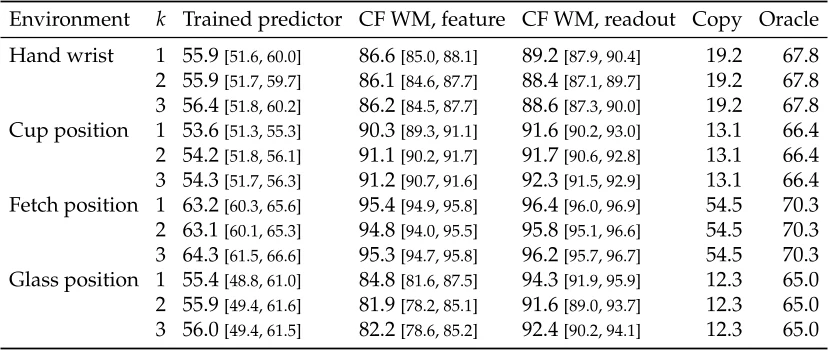 Environment k Trained predictor CF WM, feature CF WM, readout Copy Oracle
Hand wrist 1 55.9 [51.6, 60.0] 86.6 [85.0, 88.1] 89.2 [87.9, 90.4] 19.2 67.8
2 55.9 [51.7, 59.7] 86.1 [84.6, 87.7] 88.4 [87.1, 89.7] 19.2 67.8
3 56.4 [51.8, 60.2] 86.2 [84.5, 87.7] 88.6 [87.3, 90.0] 19.2 67.8
Cup position 1 53.6 [51.3, 55.3] 90.3 [89.3, 91.1] 91.6 [90.2, 93.0] 13.1 66.4
2 54.2 [51.8, 56.1] 91.1 [90.2, 91.7] 91.7 [90.6, 92.8] 13.1 66.4
3 54.3 [51.7, 56.3] 91.2 [90.7, 91.6] 92.3 [91.5, 92.9] 13.1 66.4
Fetch position 1 63.2 [60.3, 65.6] 95.4 [94.9, 95.8] 96.4 [96.0, 96.9] 54.5 70.3
2 63.1 [60.1, 65.3] 94.8 [94.0, 95.5] 95.8 [95.1, 96.6] 54.5 70.3
3 64.3 [61.5, 66.6] 95.3 [94.7, 95.8] 96.2 [95.7, 96.7] 54.5 70.3
Glass position 1 55.4 [48.8, 61.0] 84.8 [81.6, 87.5] 94.3 [91.9, 95.9] 12.3 65.0
2 55.9 [49.4, 61.6] 81.9 [78.2, 85.1] 91.6 [89.0, 93.7] 12.3 65.0
3 56.0 [49.4, 61.5] 82.2 [78.6, 85.2] 92.4 [90.2, 94.1] 12.3 65.0